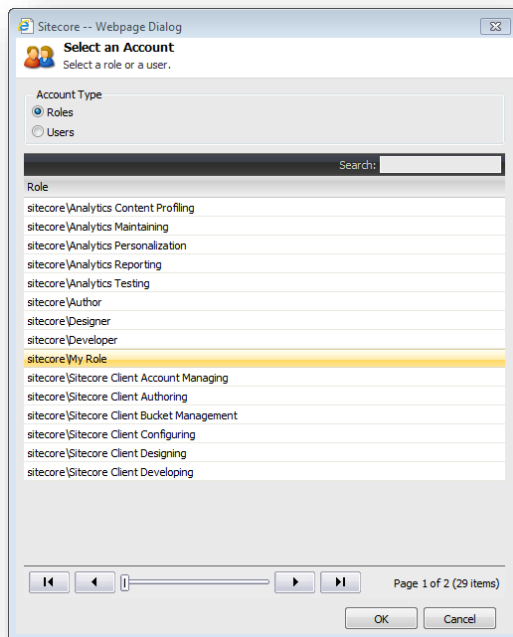 Sitecore -- Webpage Dialog
Select an Account
Select a role or a user.
Account Type
Roles
Users
Search:
Role
sitecore\Analytics Content Profiling
sitecore\Analytics Maintaining
sitecore\Analytics Personalization
sitecore\Analytics Reporting
sitecore\Analytics Testing
sitecore\Author
sitecore\Designer
sitecore\Developer
sitecore\My Role
sitecore\Sitecore Client Account Managing
sitecore\Sitecore Client Authoring
sitecore\Sitecore Client Bucket Management
sitecore\Sitecore Client Configuring
sitecore\Sitecore Client Designing
sitecore\Sitecore Client Developing
Page 1 of 2 (29 items)
OK Cancel